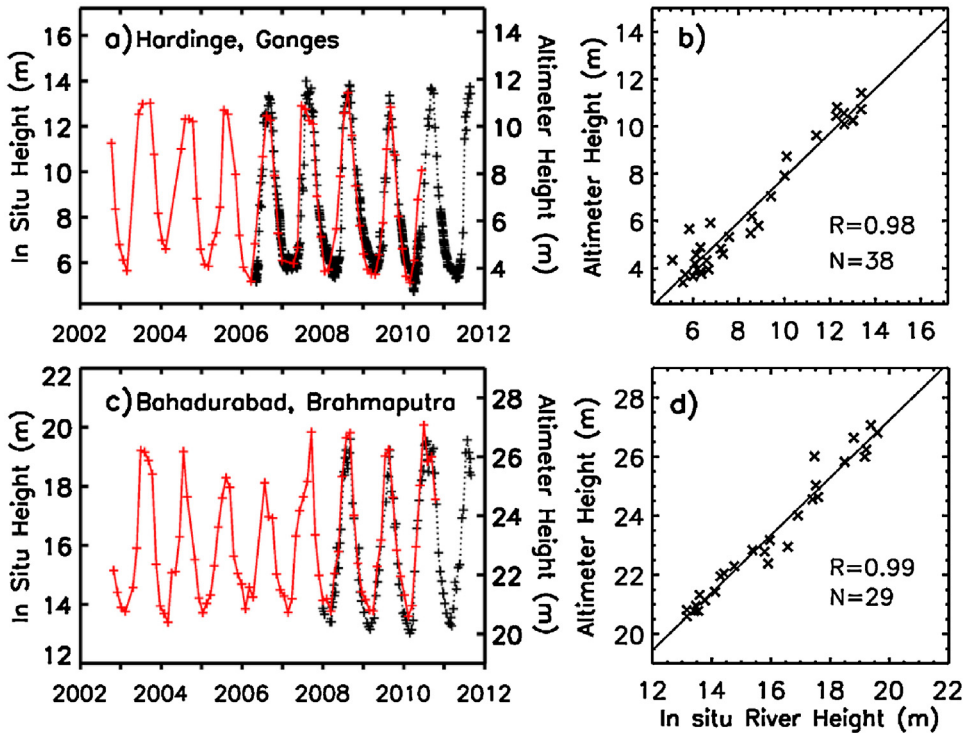 a) Hardinge, Ganges
In Situ Height (m)
16
14
12
10
8
6
Altimeter Height (m)
14
12
10
8
6
4
2002 2004 2006 2008 2010 2012
b)
Altimeter Height (m)
14
12
10
8
6
4
R=0.98
N=38
6 8 10 12 14 16
c) Bahadurabad, Brahmaputra
In Situ Height (m)
22
20
18
16
14
12
Altimeter Height (m)
28
26
24
22
20
2002 2004 2006 2008 2010 2012
d)
Altimeter Height (m)
28
26
24
22
20
R=0.99
N=29
12 14 16 18 20 22
In situ River Height (m)